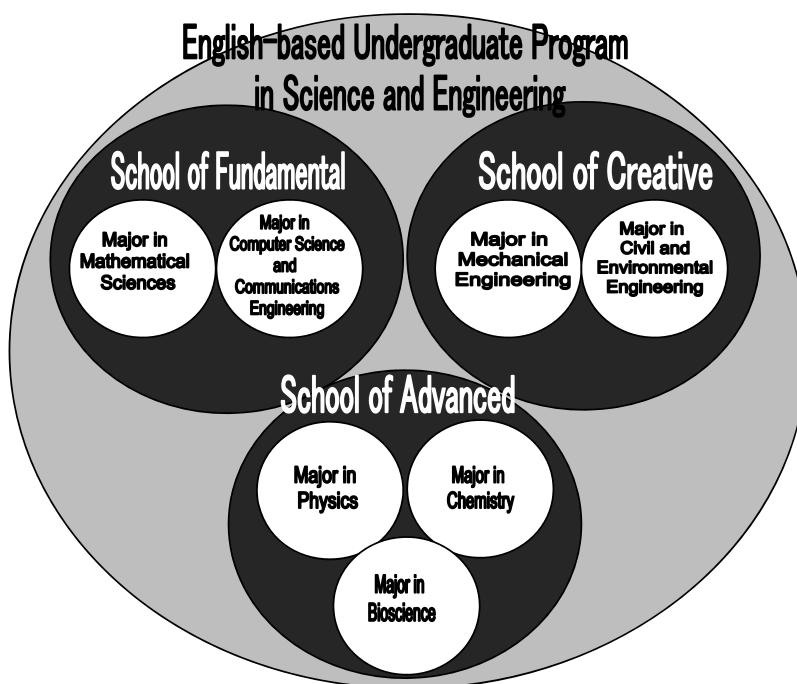 English-based Undergraduate Program
in Science and Engineering
School of Fundamental
Major in
Mathematical
Sciences
Major in
Computer Science
and
Communications
Engineering
School of Creative
Major in
Mechanical
Engineering
Major in
Civil and
Environmental
Engineering
School of Advanced
Major in
Physics
Major in
Chemistry
Major in
Bioscience